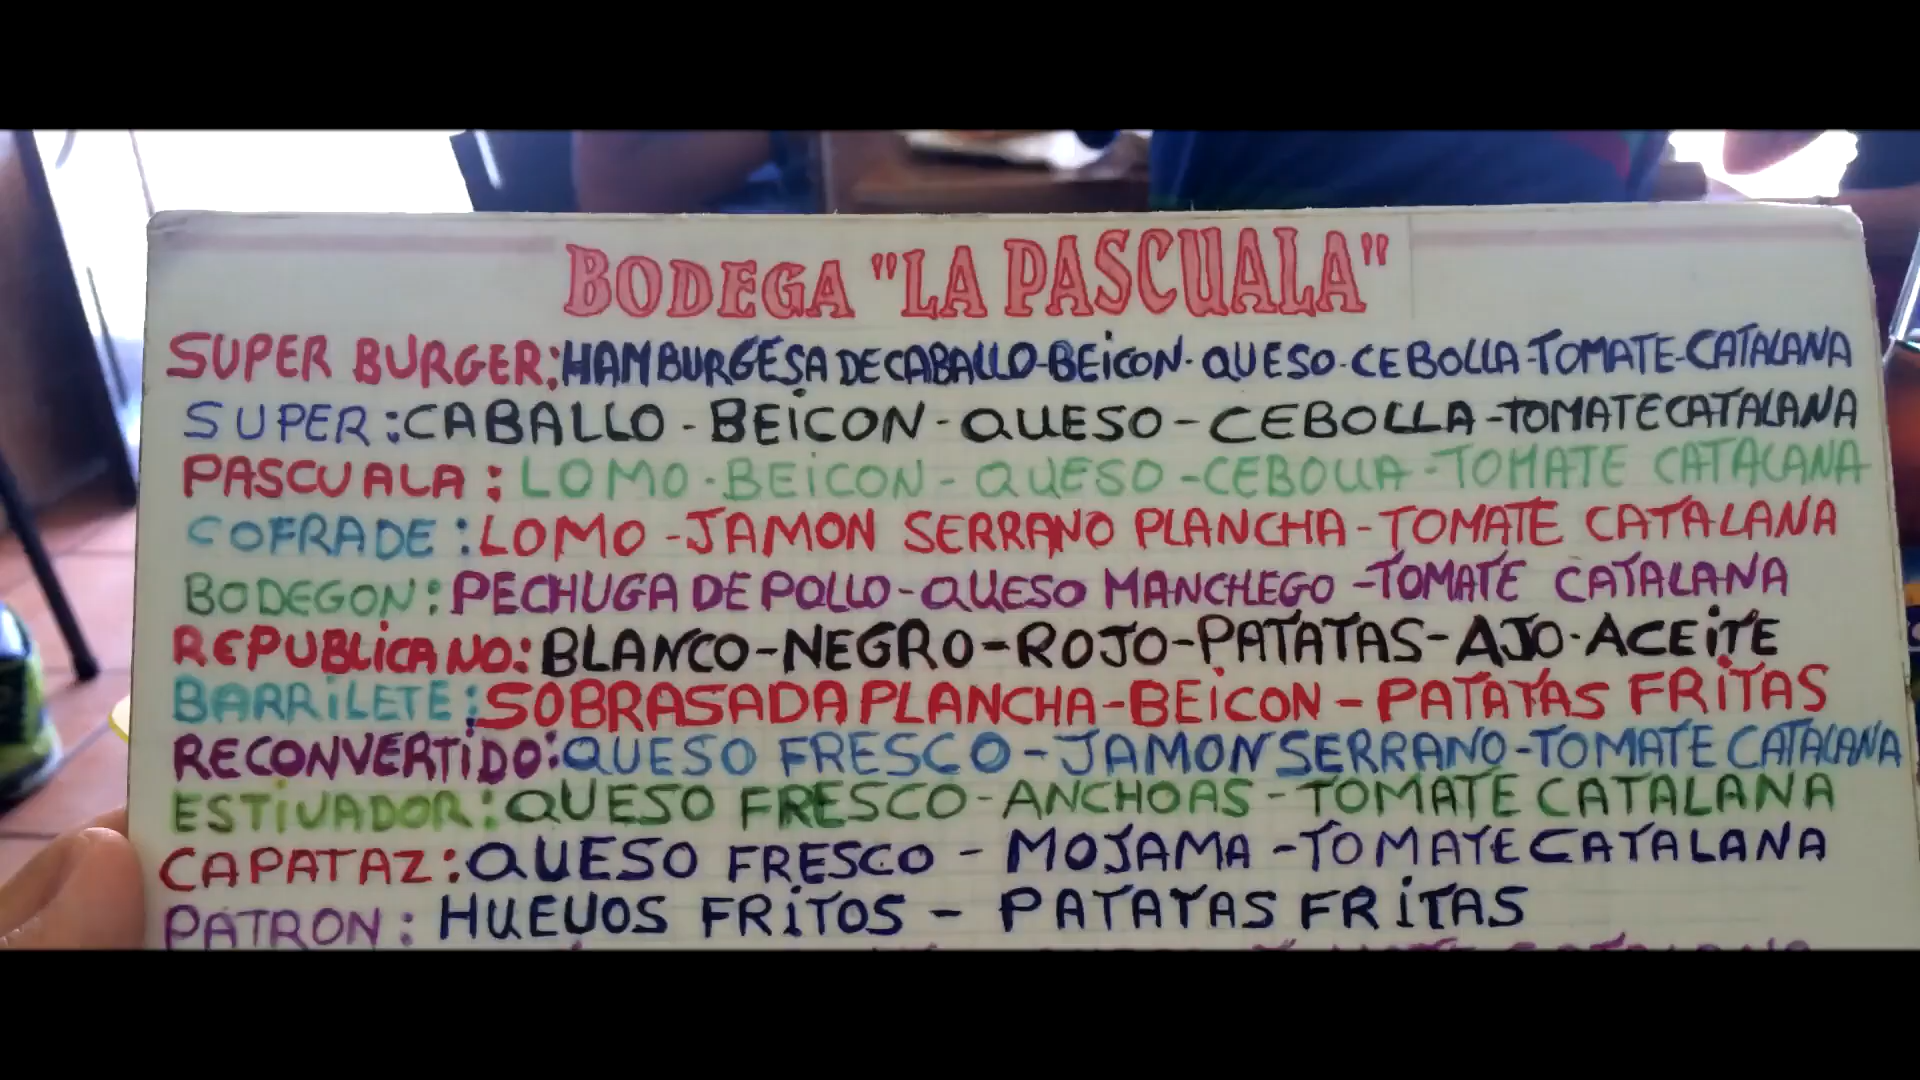 BODEGA "LA PASCUALA"
SUPER BURGER: HAMBURGESA DE CABALLO-BEiCON-QUESO-CEBOLLA-TOMATE-CATALANA
SUPER: CABALLO - BEiCON - QUESO - CEBOLLA - TOMATE CATALANA
PASCUALA: LOMO - BEiCON - QUESO - CEBOLLA - TOMATE CATALANA
COFRADE: LOMO - JAMON SERRANO PLANCHA - TOMATE CATALANA
BODEGON: PECHUGA DE POLLO - QUESO MANCHEGO - TOMATE CATALANA
REPUBLiCANO: BLANCO - NEGRO - ROJO - PATATAS - AJO - ACEiTE
BARRiLETE: SOBRASADA PLANCHA - BEiCON - PATATAS FRiTAS
RECONVERTiDO: QUESO FRESCO - JAMON SERRANO - TOMATE CATALANA
ESTiVADOR: QUESO FRESCO - ANCHOAS - TOMATE CATALANA
CAPATAZ: QUESO FRESCO - MOJAMA - TOMATE CATALANA
PATRON: HUEVOS FRiTOS - PATATAS FRiTAS